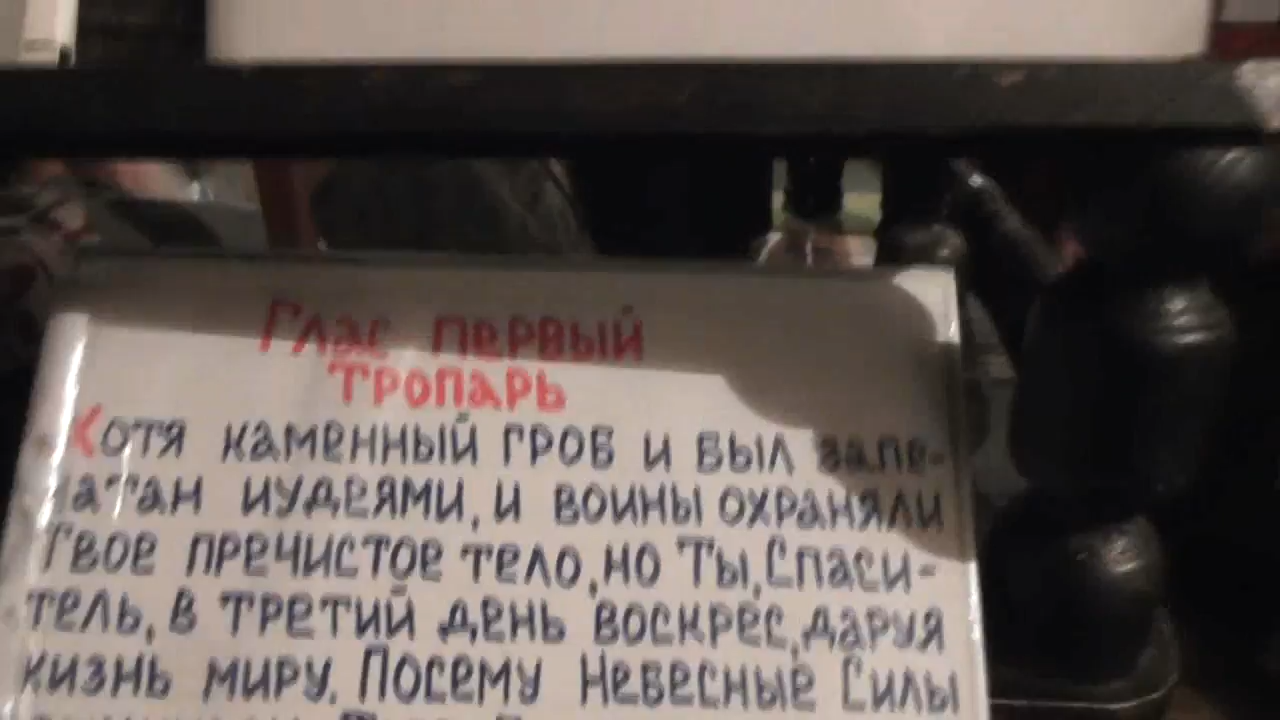 Глас первый
тропарь
Хотя каменный гроб и был запе-
чатан иудеями, и воины охраняли
Твое пречистое тело, но Ты, Спаси-
тель, в третий день воскрес, даруя
жизнь миру. Посему Небесные Силы